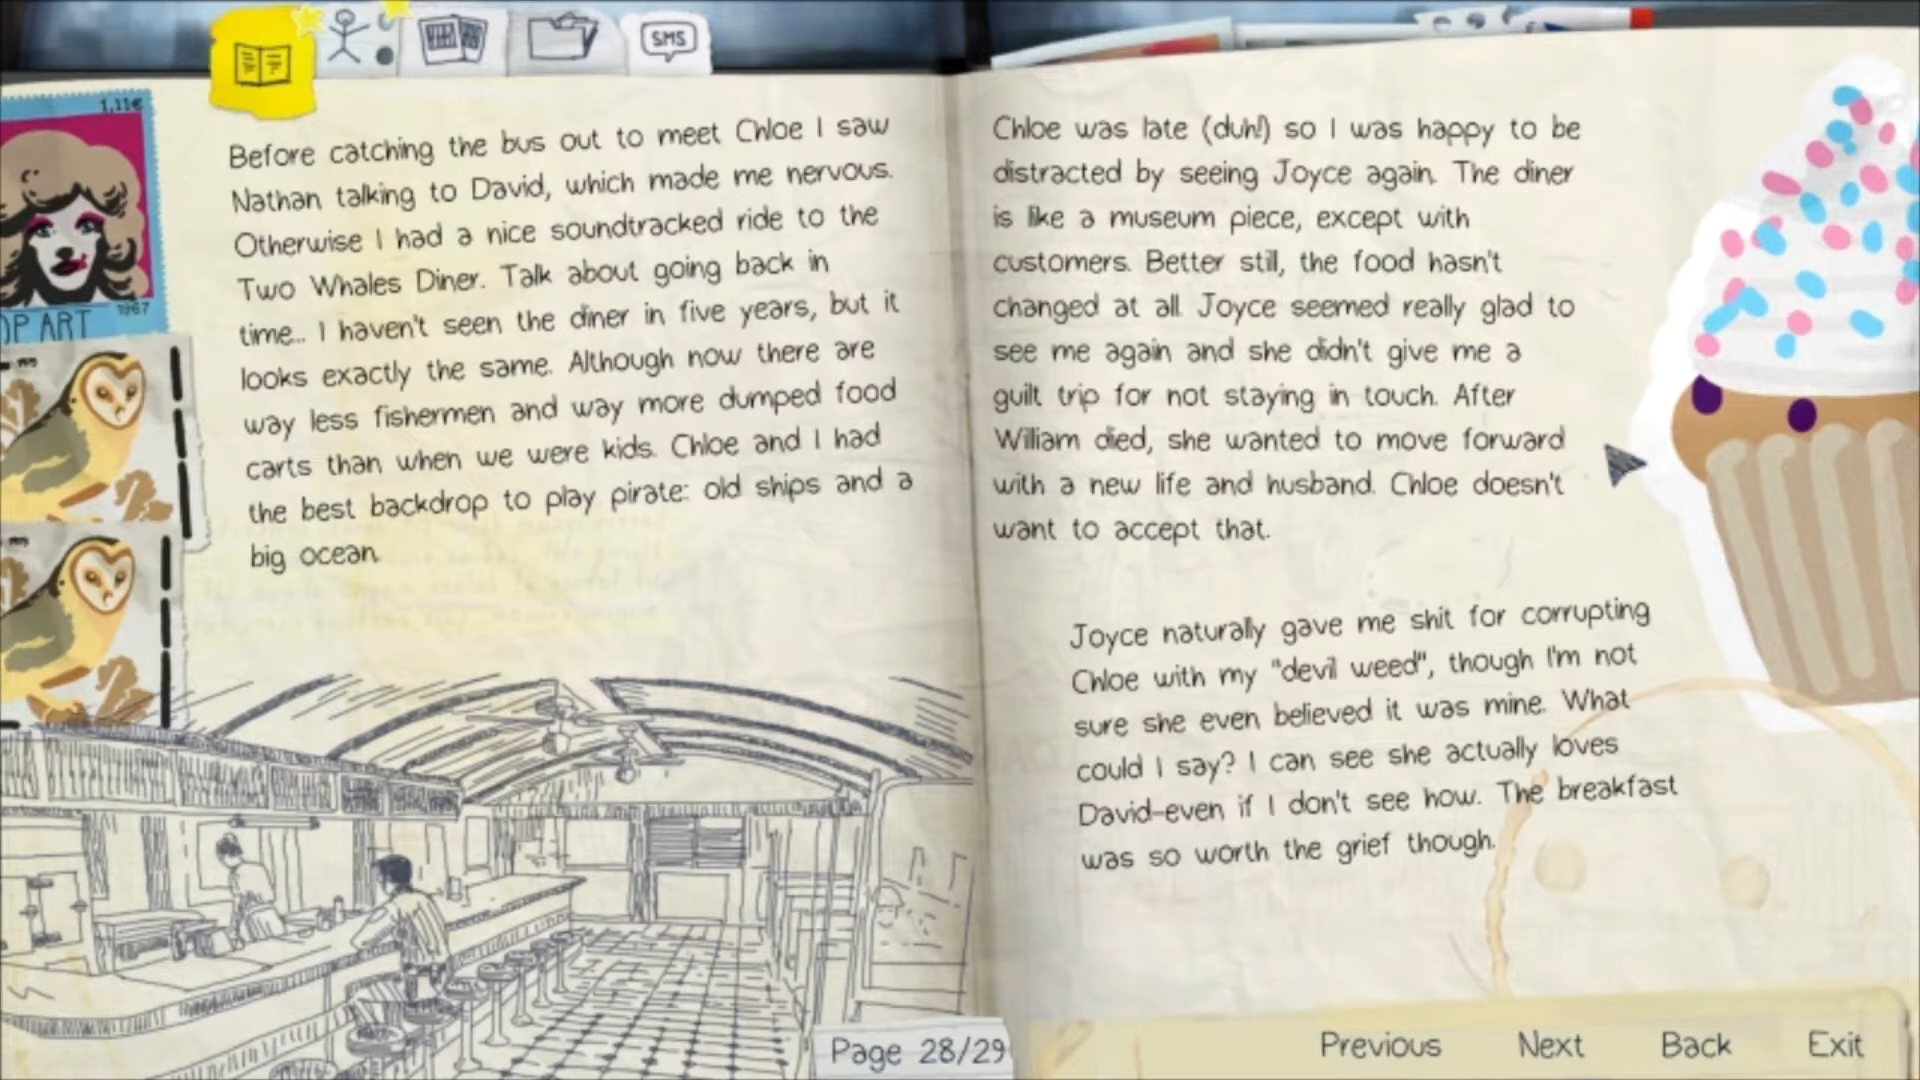 SMS
1,11€
1967
OP ART
Before catching the bus out to meet Chloe I saw
Nathan talking to David, which made me nervous.
Otherwise I had a nice soundtracked ride to the
Two Whales Diner. Talk about going back in
time... I haven't seen the diner in five years, but it
looks exactly the same. Although now there are
way less fishermen and way more dumped food
carts than when we were kids. Chloe and I had
the best backdrop to play pirate: old ships and a
big ocean.
Chloe was late (duh!) so I was happy to be
distracted by seeing Joyce again. The diner
is like a museum piece, except with
customers. Better still, the food hasn't
changed at all. Joyce seemed really glad to
see me again and she didn't give me a
guilt trip for not staying in touch. After
William died, she wanted to move forward
with a new life and husband. Chloe doesn't
want to accept that.
Joyce naturally gave me shit for corrupting
Chloe with my "devil weed", though I'm not
sure she even believed it was mine. What
could I say? I can see she actually loves
David-even if I don't see how. The breakfast
was so worth the grief though.
Page 28/29
Previous Next Back Exit